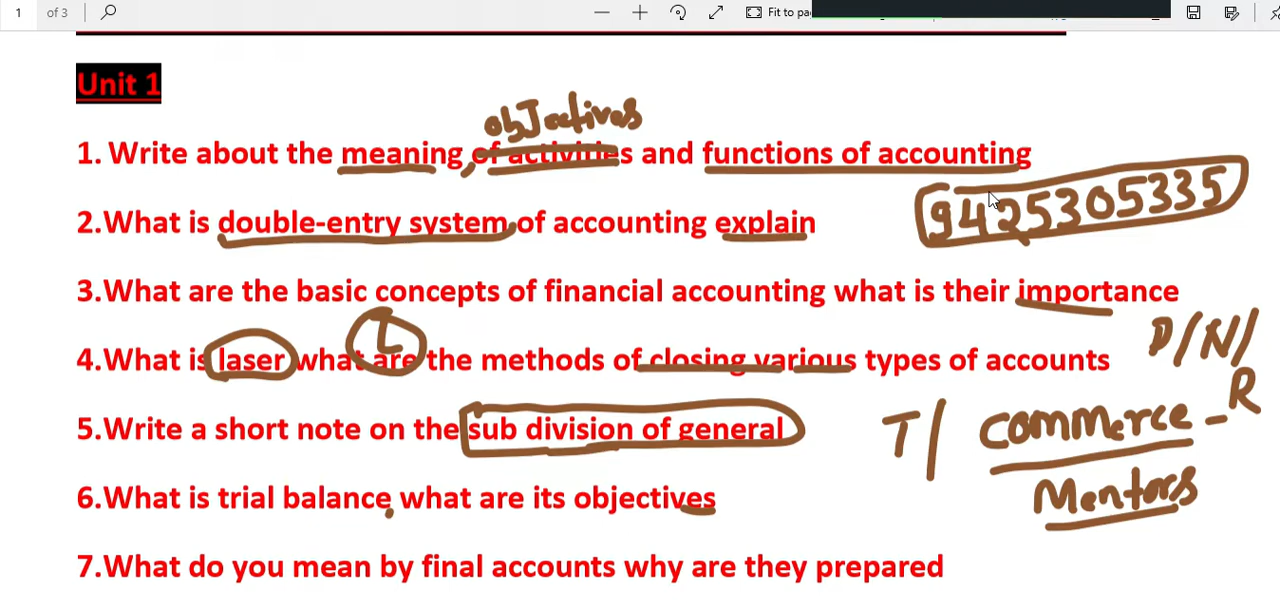 1 of 3 Fit to pa
Unit 1
objectives
1. Write about the meaning, of activities and functions of accounting
9425305335
2.What is double-entry system, of accounting explain
3.What are the basic concepts of financial accounting what is their importance
L
4.What is laser what are the methods of closing various types of accounts
D/N/
R
5.Write a short note on the sub division of general
T/ commerce -
6.What is trial balance, what are its objectives
Mentors
7.What do you mean by final accounts why are they prepared